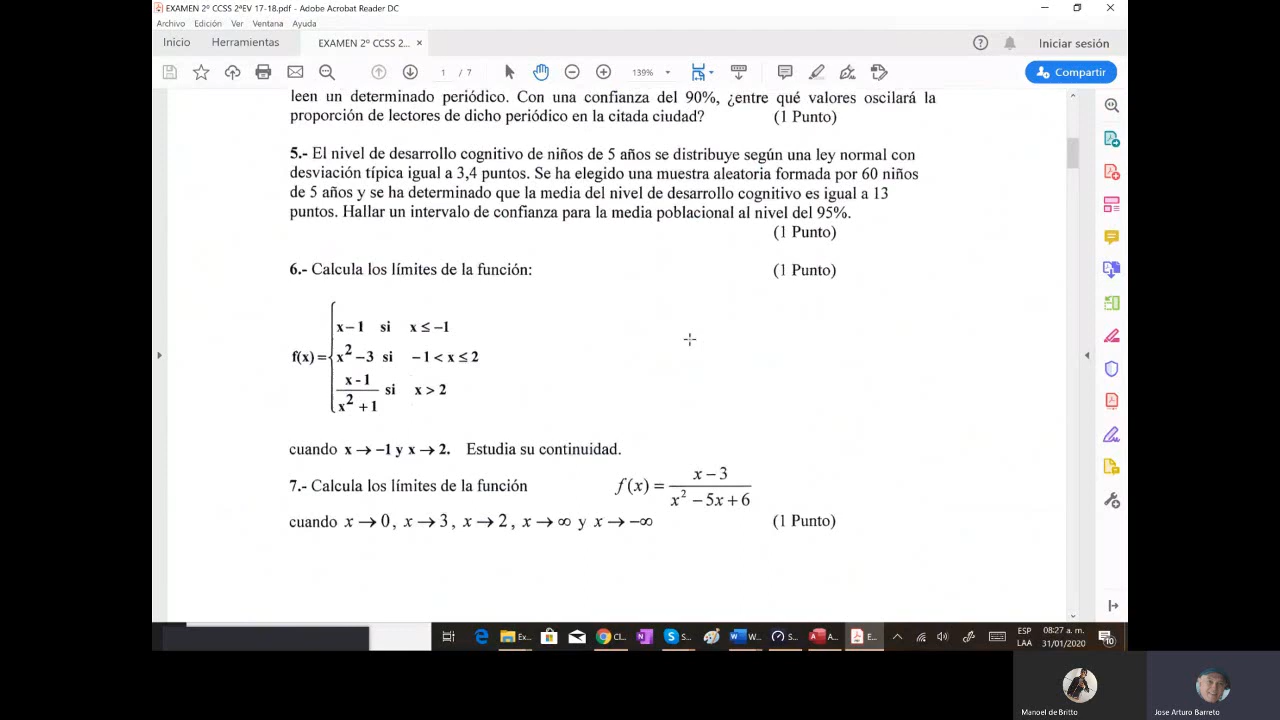 EXAMEN 2º CCSS 2ªEV 17-18.pdf - Adobe Acrobat Reader DC
Archivo Edición Ver Ventana Ayuda
Inicio Herramientas EXAMEN 2º CCSS 2... × Iniciar sesión
1 / 7 139% Compartir
leen un determinado periódico. Con una confianza del 90%, ¿entre qué valores oscilará la
proporción de lectores de dicho periódico en la citada ciudad? (1 Punto)
5.- El nivel de desarrollo cognitivo de niños de 5 años se distribuye según una ley normal con
desviación típica igual a 3,4 puntos. Se ha elegido una muestra aleatoria formada por 60 niños
de 5 años y se ha determinado que la media del nivel de desarrollo cognitivo es igual a 13
puntos. Hallar un intervalo de confianza para la media poblacional al nivel del 95%.
(1 Punto)
6.- Calcula los límites de la función: (1 Punto)
x – 1 si x ≤ –1
f(x) = x² – 3 si – 1 < x ≤ 2
x - 1
si x > 2
x² + 1
cuando x → –1 y x → 2. Estudia su continuidad.
7.- Calcula los límites de la función f(x) = (x – 3)/(x² – 5x + 6)
cuando x → 0, x → 3, x → 2, x → ∞ y x → –∞ (1 Punto)
Ex... Cl... S... W... S... A... E... ESP 08:27 a. m.
LAA 31/01/2020 10
Manoel de Britto Jose Arturo Barreto